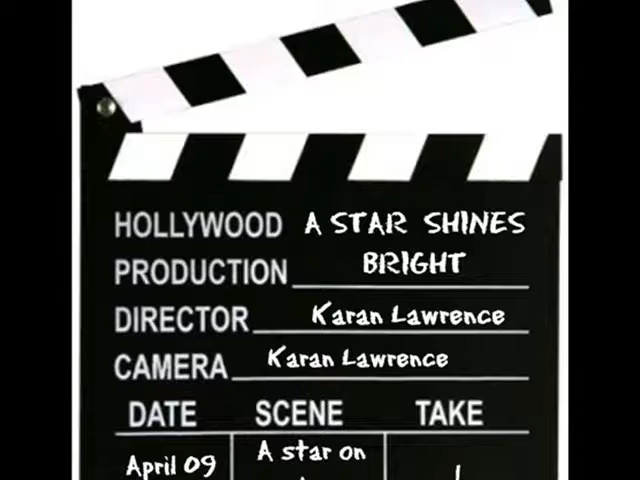 HOLLYWOOD A STAR SHINES
PRODUCTION BRIGHT
DIRECTOR Karan Lawrence
CAMERA Karan Lawrence
DATE SCENE TAKE
April 09 A star on